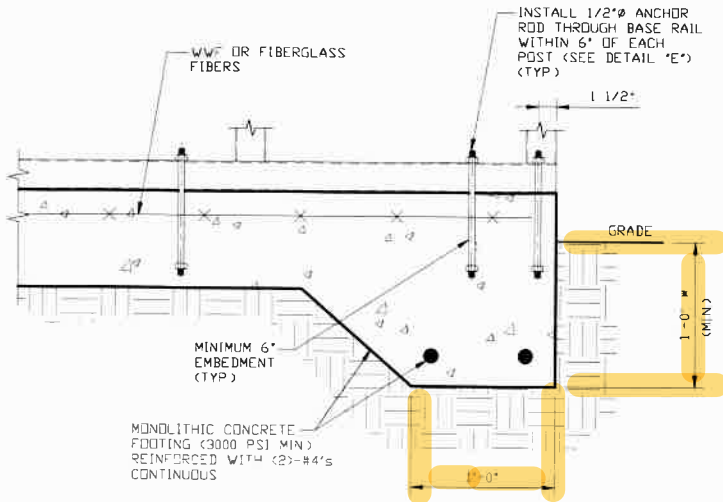 INSTALL 1/2"ø ANCHOR
ROD THROUGH BASE RAIL
WITHIN 6" OF EACH
POST (SEE DETAIL "E")
(TYP)
WWF OR FIBERGLASS
FIBERS
1 1/2"
GRADE
1'-0" *
(MIN)
MINIMUM 6"
EMBEDMENT
(TYP)
MONOLITHIC CONCRETE
FOOTING (3000 PSI MIN)
REINFORCED WITH (2)-#4's
CONTINUOUS
1'-0"